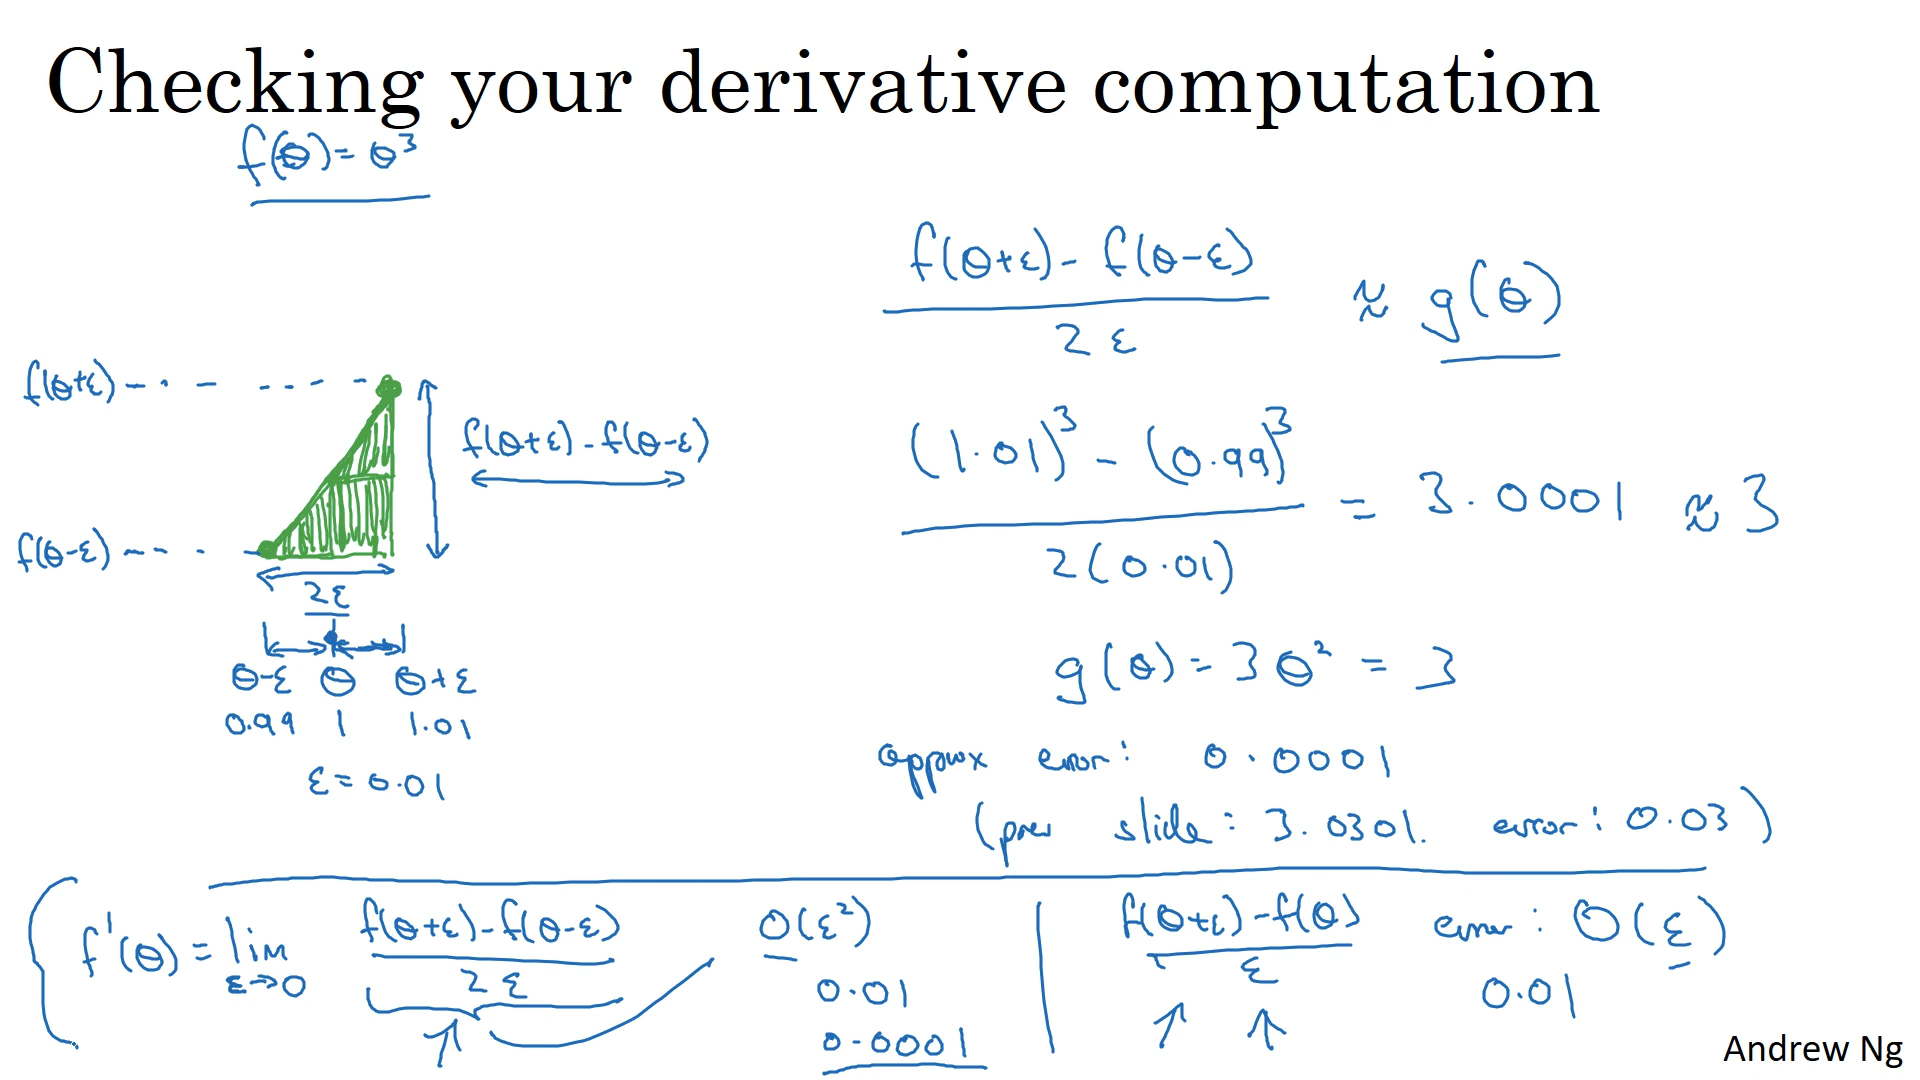 Checking your derivative computation
f(θ) = θ³
f(θ+ε) - f(θ-ε)
2ε
≈ g(θ)
f(θ+ε)
f(θ+ε) - f(θ-ε)
f(θ-ε)
2ε
θ-ε θ θ+ε
0.99 1 1.01
ε = 0.01
(1.01)³ - (0.99)³
2(0.01)
= 3.0001 ≈ 3
g(θ) = 3θ² = 3
approx error: 0.0001
(prev slide: 3.0301. error: 0.03)
f'(θ) = lim ε→0
f(θ+ε) - f(θ-ε)
2ε
O(ε²)
0.01
0.0001
f(θ+ε) - f(θ)
ε
error: O(ε)
0.01
Andrew Ng